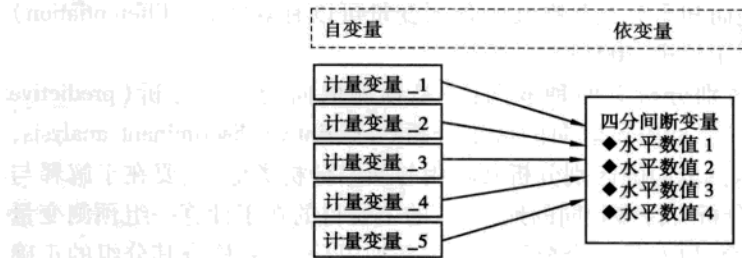 自变量 依变量
计量变量_1
计量变量_2
计量变量_3
计量变量_4
计量变量_5
四分间断变量
◆水平数值 1
◆水平数值 2
◆水平数值 3
◆水平数值 4